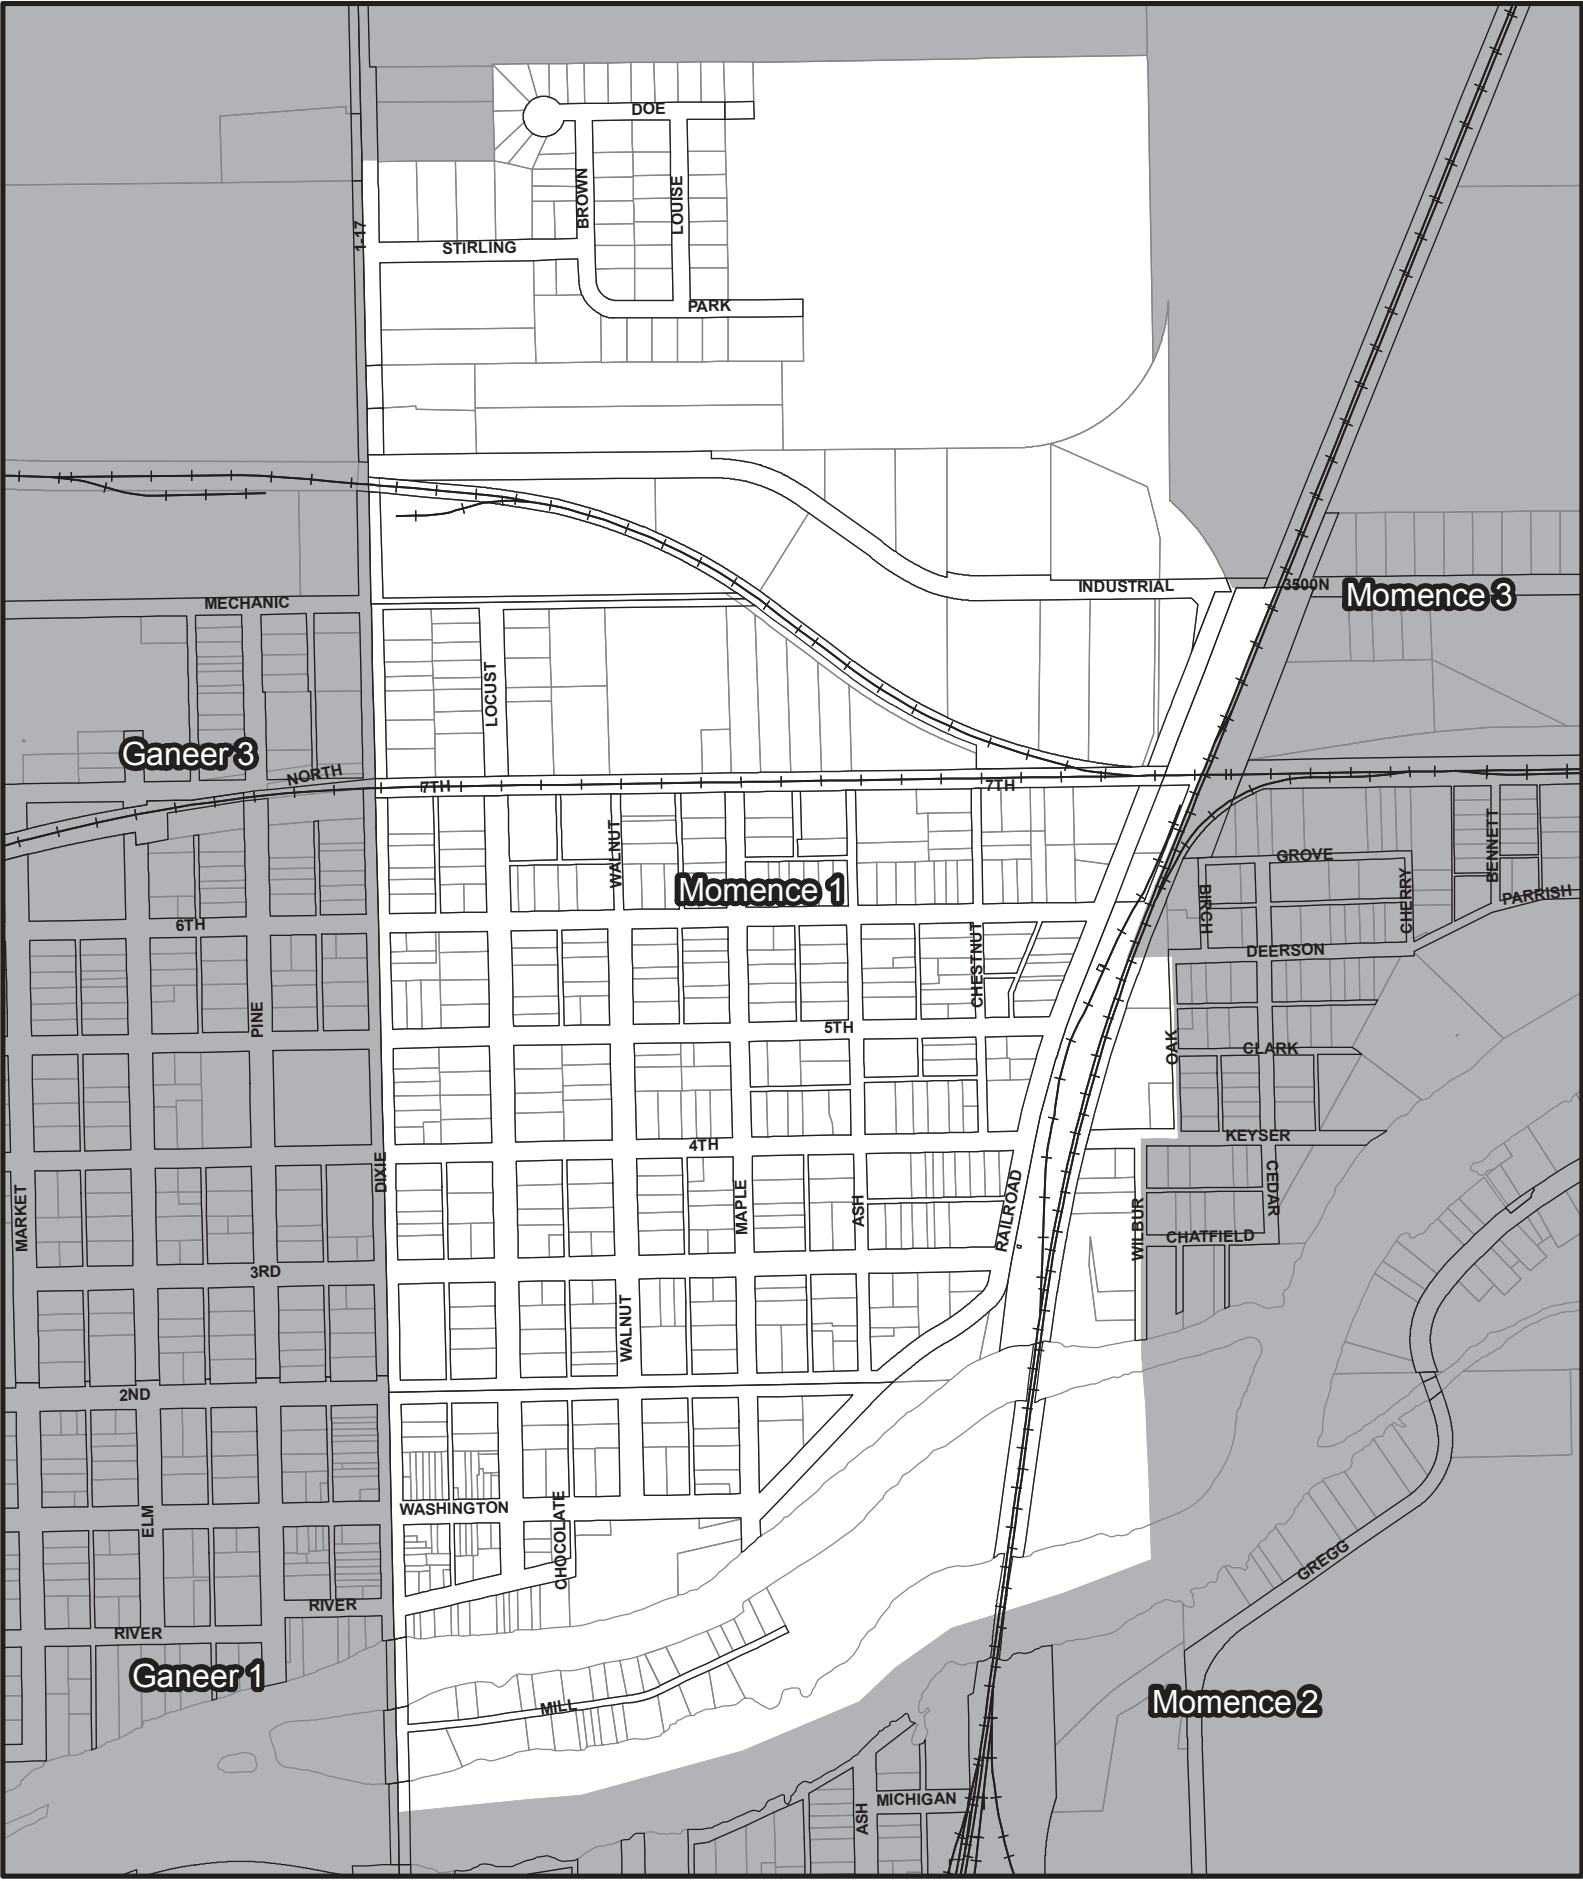 DOE
BROWN
LOUISE
1-17
STIRLING
PARK
INDUSTRIAL
3500N
Momence 3
MECHANIC
LOCUST
Ganeer 3
NORTH
7TH
7TH
WALNUT
Momence 1
GROVE
BENNETT
BIRCH
CHERRY
PARRISH
6TH
CHESTNUT
DEERSON
PINE
5TH
OAK
CLARK
4TH
KEYSER
DIXIE
MARKET
MAPLE
ASH
RAILROAD
WILBUR
CEDAR
CHATFIELD
3RD
WALNUT
2ND
WASHINGTON
ELM
CHOCOLATE
GREGG
RIVER
RIVER
Ganeer 1
MILL
Momence 2
MICHIGAN
ASH